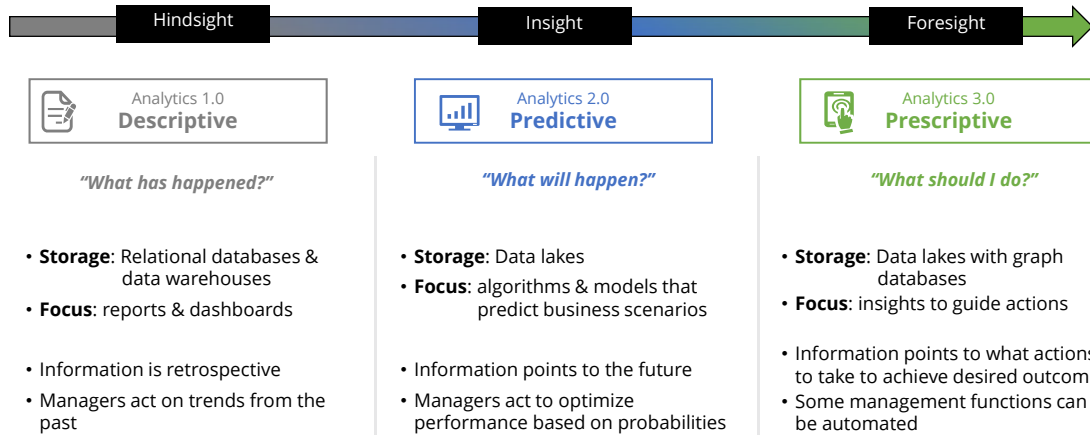 Hindsight
Insight
Foresight
Analytics 1.0
Descriptive
Analytics 2.0
Predictive
Analytics 3.0
Prescriptive
“What has happened?”
“What will happen?”
“What should I do?”
• Storage: Relational databases &
data warehouses
• Focus: reports & dashboards
• Information is retrospective
• Managers act on trends from the
past
• Storage: Data lakes
• Focus: algorithms & models that
predict business scenarios
• Information points to the future
• Managers act to optimize
performance based on probabilities
• Storage: Data lakes with graph
databases
• Focus: insights to guide actions
• Information points to what actions
to take to achieve desired outcom
• Some management functions can
be automated